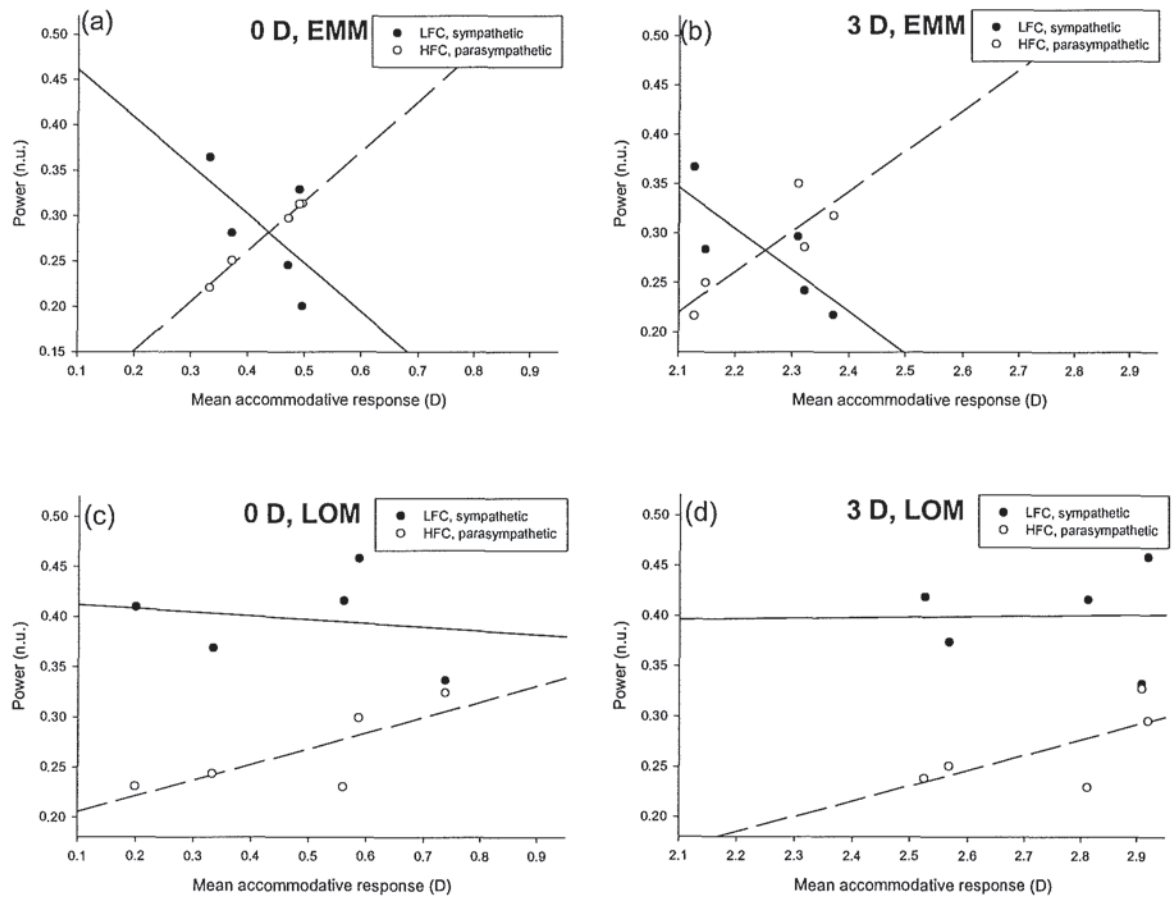 (a)
0 D, EMM
LFC, sympathetic
HFC, parasympathetic
0.50
0.45
0.40
0.35
0.30
0.25
0.20
0.15
Power (n.u.)
0.1 0.2 0.3 0.4 0.5 0.6 0.7 0.8 0.9
Mean accommodative response (D)
(b)
3 D, EMM
LFC, sympathetic
HFC, parasympathetic
0.50
0.45
0.40
0.35
0.30
0.25
0.20
Power (n.u.)
2.1 2.2 2.3 2.4 2.5 2.6 2.7 2.8 2.9
Mean accommodative response (D)
(c)
0 D, LOM
LFC, sympathetic
HFC, parasympathetic
0.50
0.45
0.40
0.35
0.30
0.25
0.20
Power (n.u.)
0.1 0.2 0.3 0.4 0.5 0.6 0.7 0.8 0.9
Mean accommodative response (D)
(d)
3 D, LOM
LFC, sympathetic
HFC, parasympathetic
0.50
0.45
0.40
0.35
0.30
0.25
0.20
Power (n.u.)
2.1 2.2 2.3 2.4 2.5 2.6 2.7 2.8 2.9
Mean accommodative response (D)